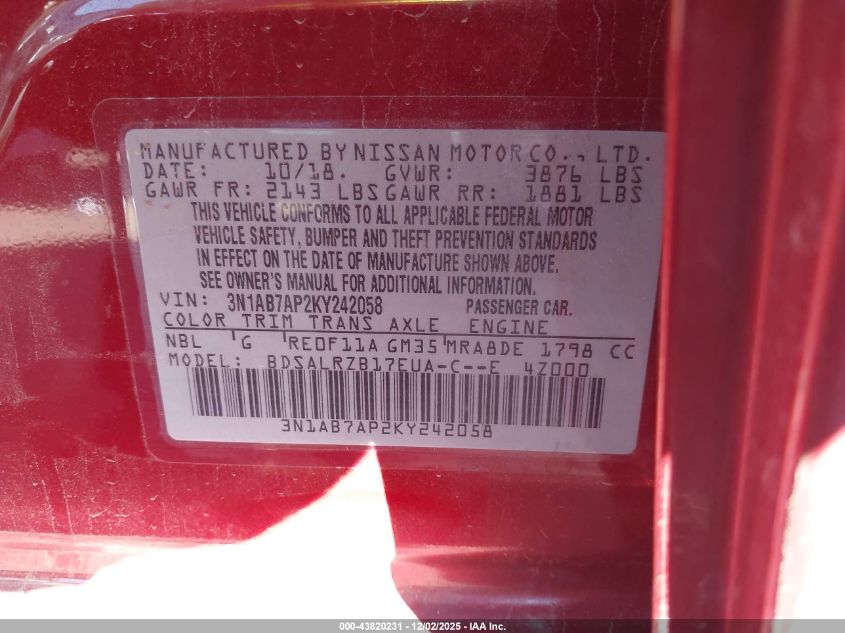 MANUFACTURED BY NISSAN MOTOR CO., LTD.
DATE: 10/18. GVWR: 3876 LBS
GAWR FR: 2143 LBS GAWR RR: 1881 LBS
THIS VEHICLE CONFORMS TO ALL APPLICABLE FEDERAL MOTOR
VEHICLE SAFETY, BUMPER AND THEFT PREVENTION STANDARDS
IN EFFECT ON THE DATE OF MANUFACTURE SHOWN ABOVE.
SEE OWNER'S MANUAL FOR ADDITIONAL INFORMATION.
VIN: 3N1AB7AP2KY242058 PASSENGER CAR.
COLOR TRIM TRANS AXLE ENGINE
NBL G RE0F11A GM35 MRA8DE 1798 CC
MODEL: BDSALRZB17EUA-C--E 4Z000
3N1AB7AP2KY242058
000-43820231 - 12/02/2025 - IAA Inc.